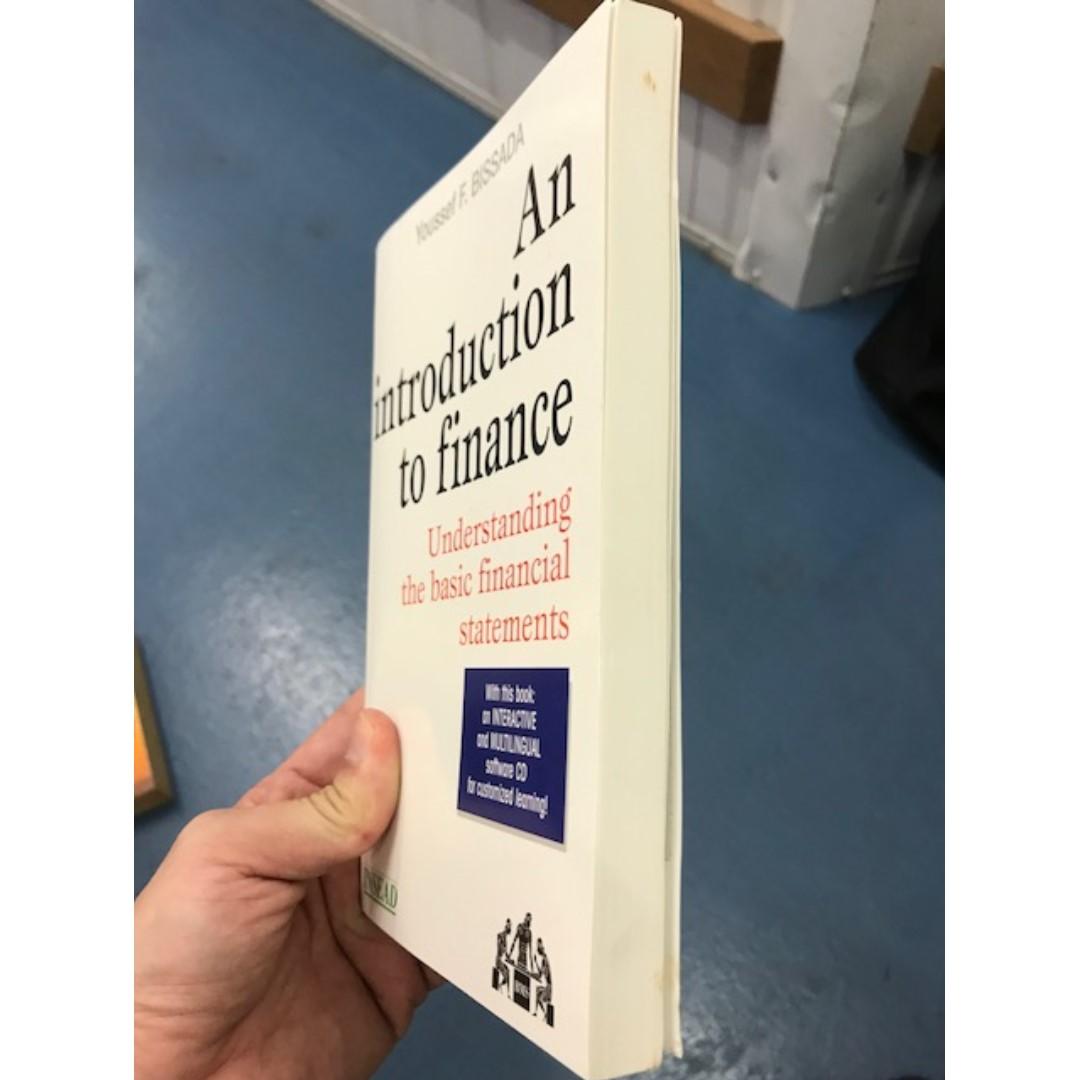 Youssef F. BISSADA
An
introduction
to finance
Understanding
the basic financial
statements
With this book:
an INTERACTIVE
and MULTILINGUAL
software CD
for customized learning!
INSEAD